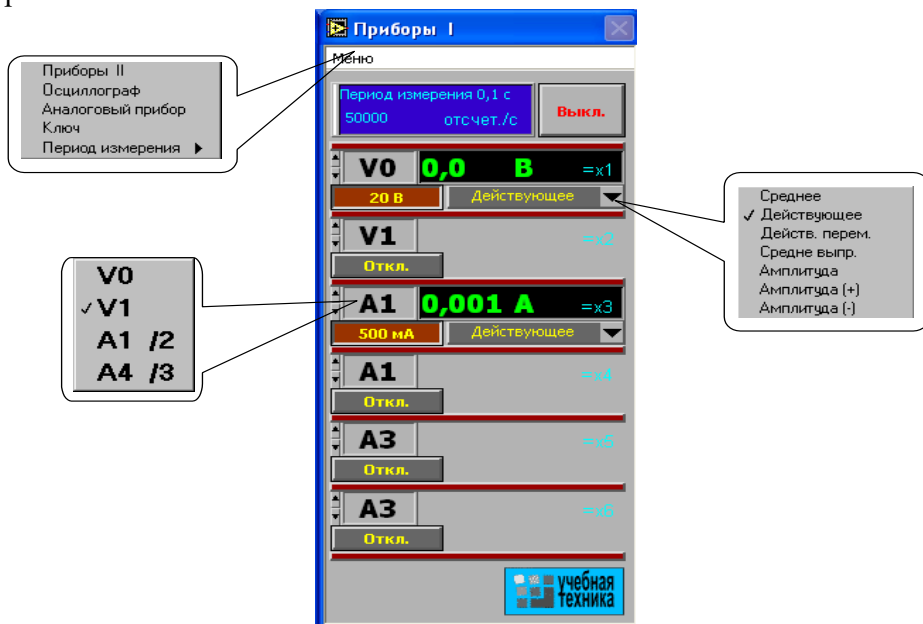 Приборы I
Меню
Приборы II
Осциллограф
Аналоговый прибор
Ключ
Период измерения
Период измерения 0,1 с
50000 отсчет./с
Выкл.
V0 0,0 В =x1
20 В Действующее
V1 =x2
Откл.
A1 0,001 А =x3
500 мА Действующее
A1 =x4
Откл.
A3 =x5
Откл.
A3 =x6
Откл.
учебная
техника
V0
✓ V1
A1 /2
A4 /3
Среднее
✓ Действующее
Действ. перем.
Средне выпр.
Амплитуда
Амплитуда (+)
Амплитуда (-)